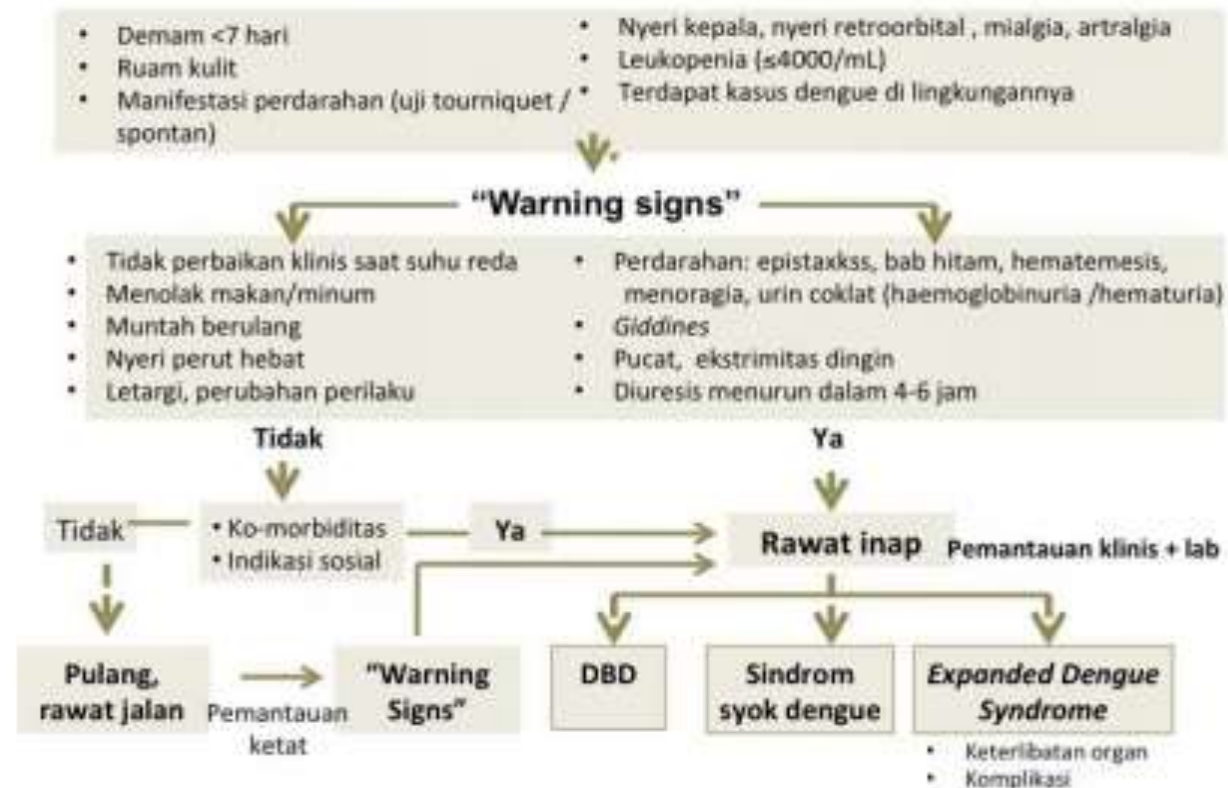 • Demam <7 hari
• Ruam kulit
• Manifestasi perdarahan (uji tourniquet /
spontan)
• Nyeri kepala, nyeri retroorbital , mialgia, artralgia
• Leukopenia (≤4000/mL)
• Terdapat kasus dengue di lingkungannya
“Warning signs”
• Tidak perbaikan klinis saat suhu reda
• Menolak makan/minum
• Muntah berulang
• Nyeri perut hebat
• Letargi, perubahan perilaku
• Perdarahan: epistaxkss, bab hitam, hematemesis,
menoragia, urin coklat (haemoglobinuria /hematuria)
• Giddines
• Pucat, ekstrimitas dingin
• Diuresis menurun dalam 4-6 jam
Tidak
Ya
Tidak
• Ko-morbiditas
• Indikasi sosial
Ya
Rawat inap
Pemantauan klinis + lab
Pulang,
rawat jalan
Pemantauan
ketat
“Warning
Signs”
DBD
Sindrom
syok dengue
Expanded Dengue
Syndrome
• Keterlibatan organ
• Komplikasi